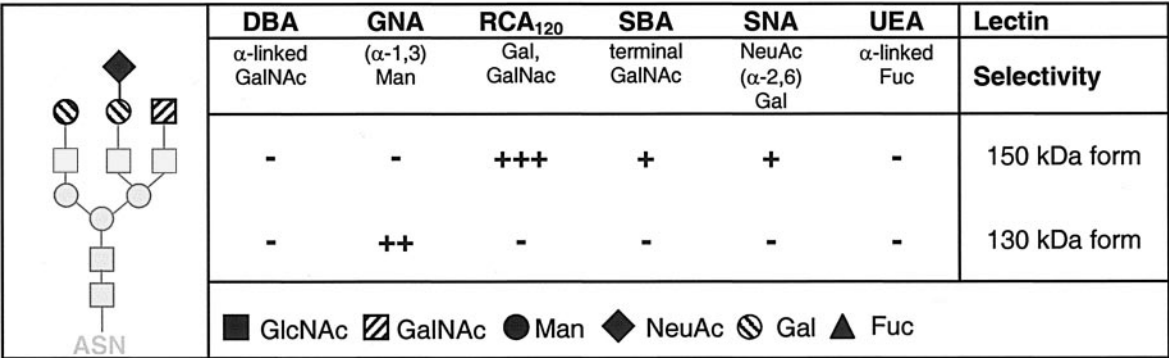 DBA GNA RCA₁₂₀ SBA SNA UEA Lectin
α-linked (α-1,3) Gal, terminal NeuAc α-linked
GalNAc Man GalNac GalNAc (α-2,6) Fuc Selectivity
Gal
- - +++ + + - 150 kDa form
- ++ - - - - 130 kDa form
GlcNAc GalNAc Man NeuAc Gal Fuc
ASN